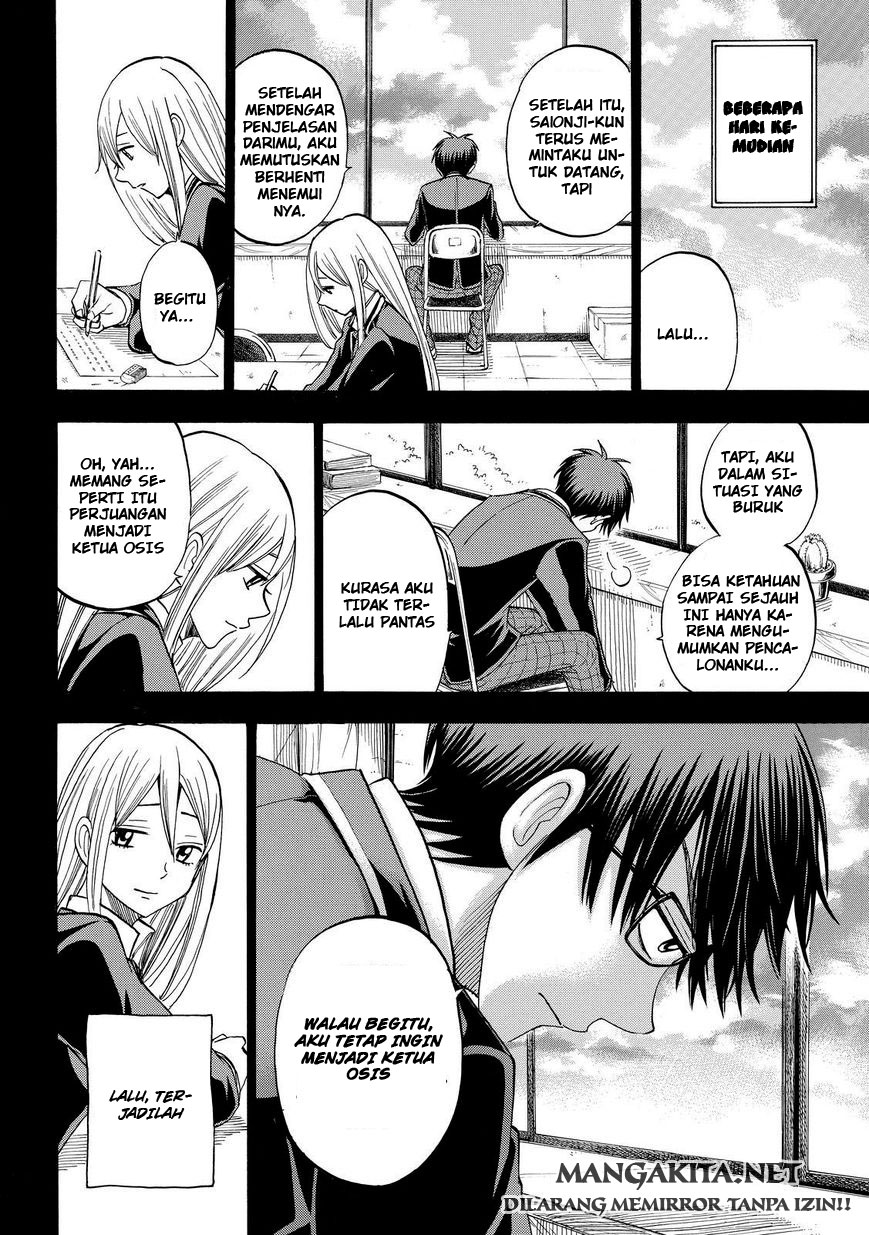 BEBERAPA
HARI KE-
MUDIAN
LALU...
SETELAH ITU,
SAIONJI-KUN
TERUS ME-
MINTAKU UN-
TUK DATANG,
TAPI
SETELAH
MENDENGAR
PENJELASAN
DARIMU, AKU
MEMUTUSKAN
BERHENTI
MENEMUI
NYA.
BEGITU
YA...
TAPI, AKU
DALAM SI-
TUASI YANG
BURUK
BISA KETAHUAN
SAMPAI SEJAUH
INI HANYA KA-
RENA MENGU-
MUMKAN PENCA-
LONANKU...
KURASA AKU
TIDAK TER-
LALU PANTAS
OH, YAH...
MEMANG SE-
PERTI ITU
PERJUANGAN
MENJADI
KETUA OSIS
WALAU BEGITU,
AKU TETAP INGIN
MENJADI KETUA
OSIS
LALU, TER-
JADILAH
MANGAKITA.NET
DILARANG MEMIRROR TANPA IZIN!!